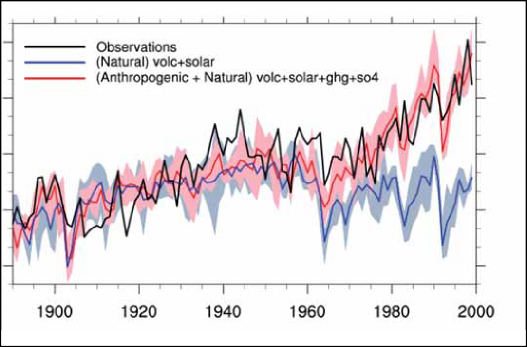 Observations
(Natural) volc+solar
(Anthropogenic + Natural) volc+solar+ghg+so4
1900 1920 1940 1960 1980 2000